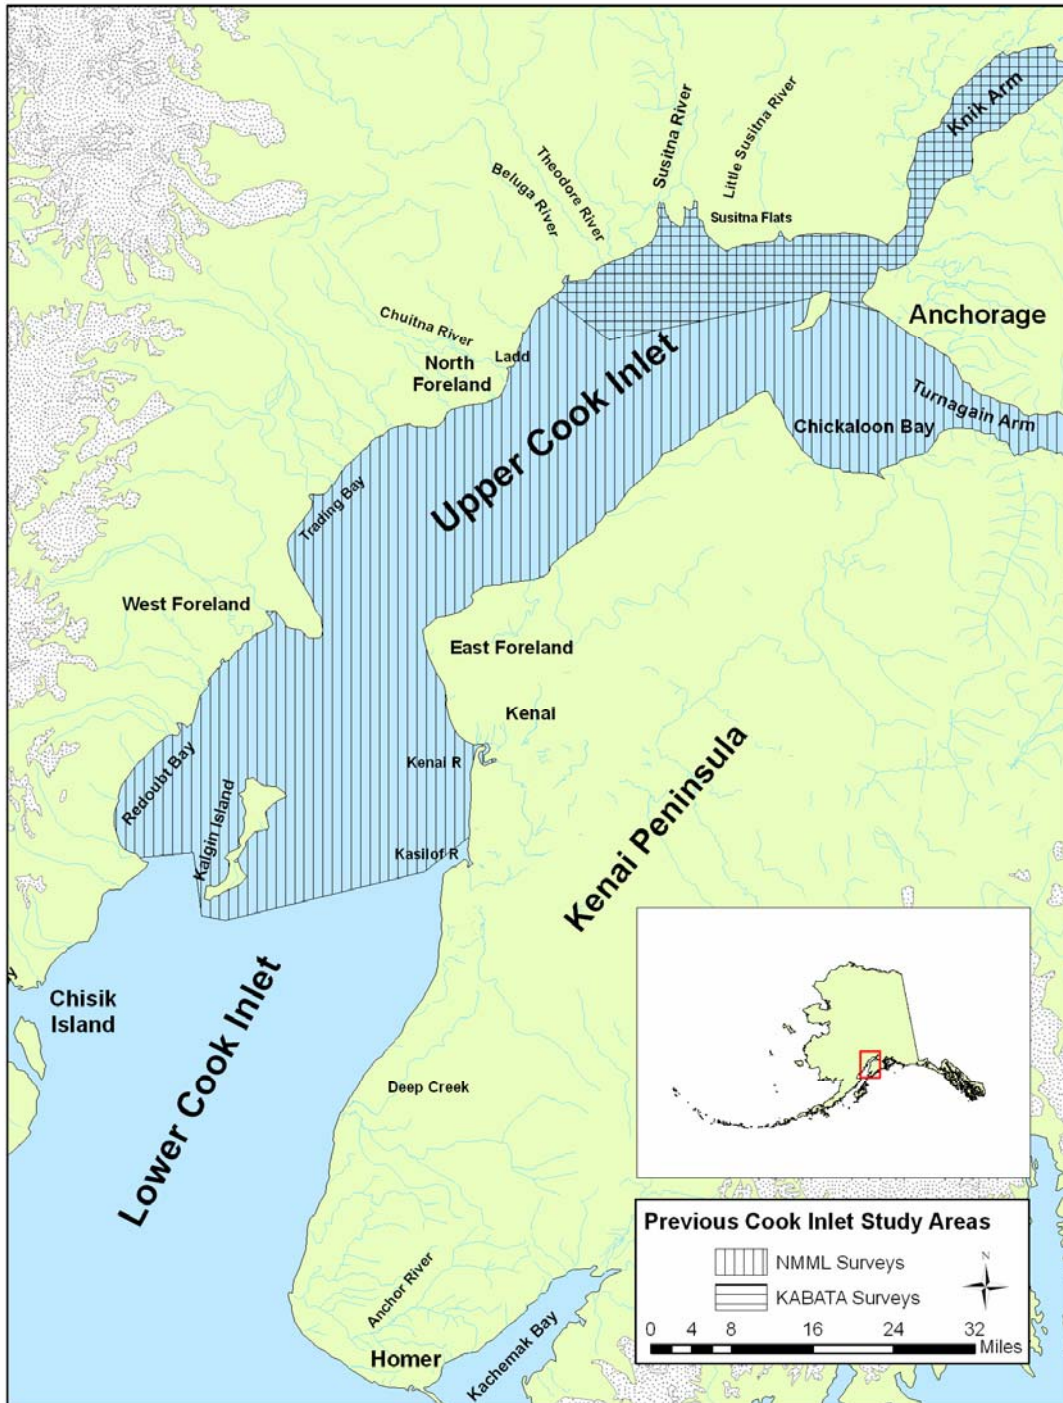 Knik Arm
Susitna River
Little Susitna River
Theodore River
Beluga River
Susitna Flats
Anchorage
Chuitna River
Ladd
North
Foreland
Upper Cook Inlet
Turnagain Arm
Chickaloon Bay
Trading Bay
West Foreland
East Foreland
Kenai
Kenai R
Redoubt Bay
Kalgin Island
Kasilof R
Kenai Peninsula
Chisik
Island
Lower Cook Inlet
Deep Creek
Anchor River
Homer
Kachemak Bay
Previous Cook Inlet Study Areas
NMML Surveys
KABATA Surveys
N
0 4 8 16 24 32
Miles